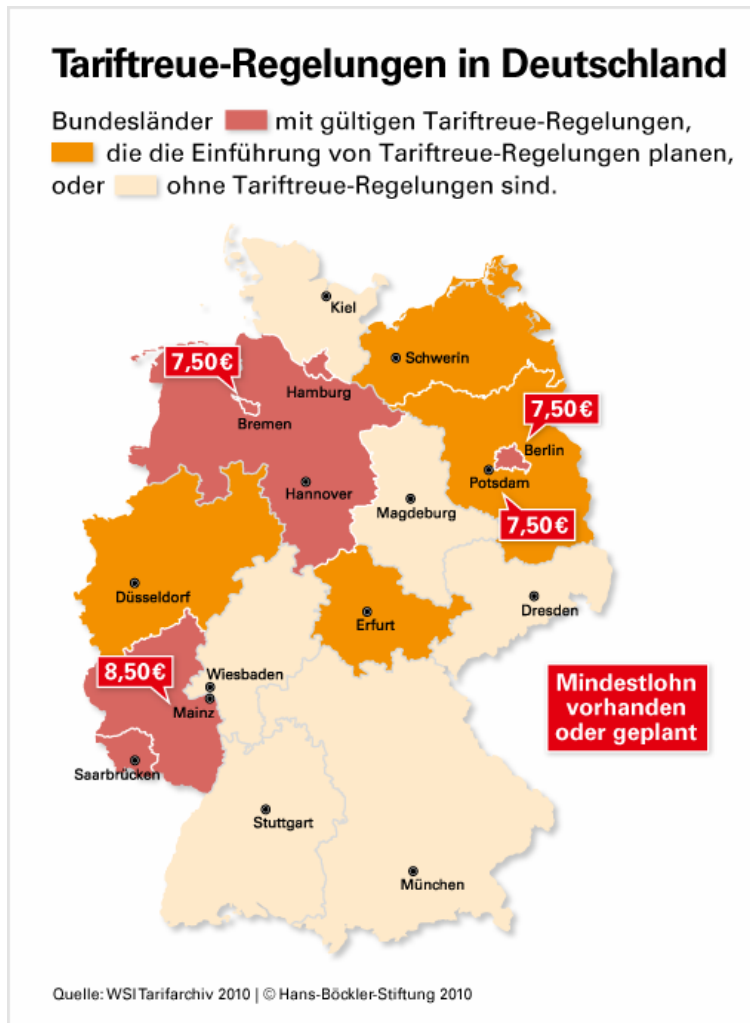 Tariftreue-Regelungen in Deutschland
Bundesländer mit gültigen Tariftreue-Regelungen,
die die Einführung von Tariftreue-Regelungen planen,
oder ohne Tariftreue-Regelungen sind.
Kiel
Schwerin
7,50 €
Hamburg
Bremen
7,50 €
Berlin
Potsdam
Hannover
Magdeburg
7,50 €
Düsseldorf
Erfurt
Dresden
8,50 €
Wiesbaden
Mainz
Mindestlohn
vorhanden
oder geplant
Saarbrücken
Stuttgart
München
Quelle: WSI Tarifarchiv 2010 | © Hans-Böckler-Stiftung 2010